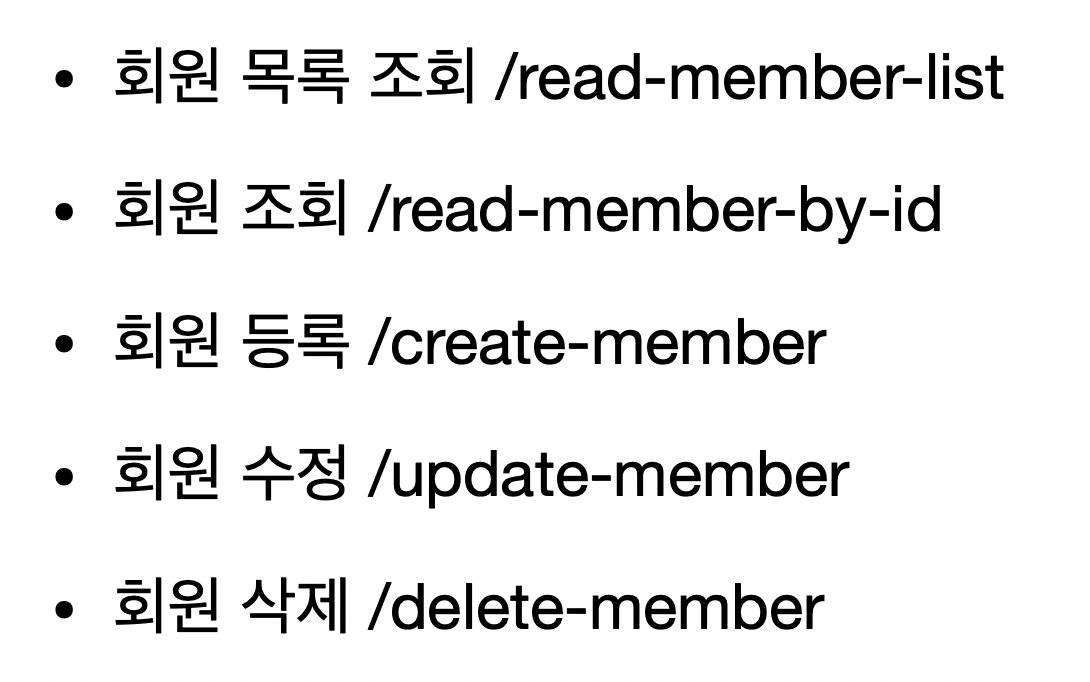 • 회원 목록 조회 /read-member-list
• 회원 조회 /read-member-by-id
• 회원 등록 /create-member
• 회원 수정 /update-member
• 회원 삭제 /delete-member